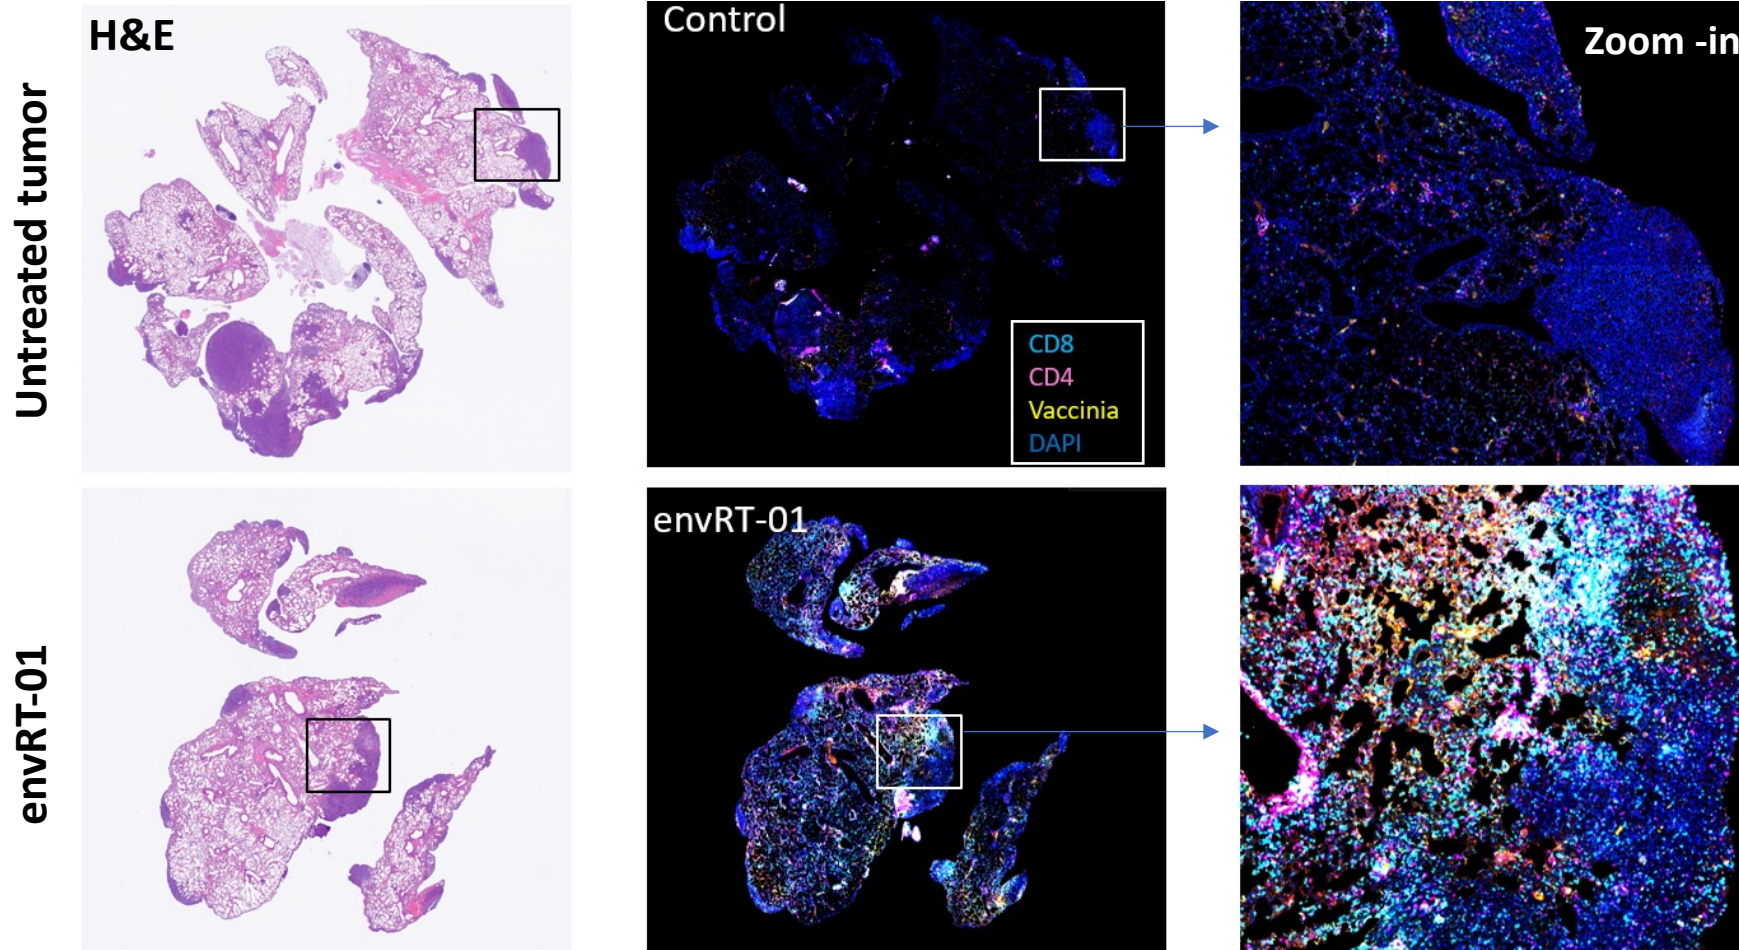 Untreated tumor
H&E
Control
Zoom -in
CD8
CD4
Vaccinia
DAPI
envRT-01
envRT-01